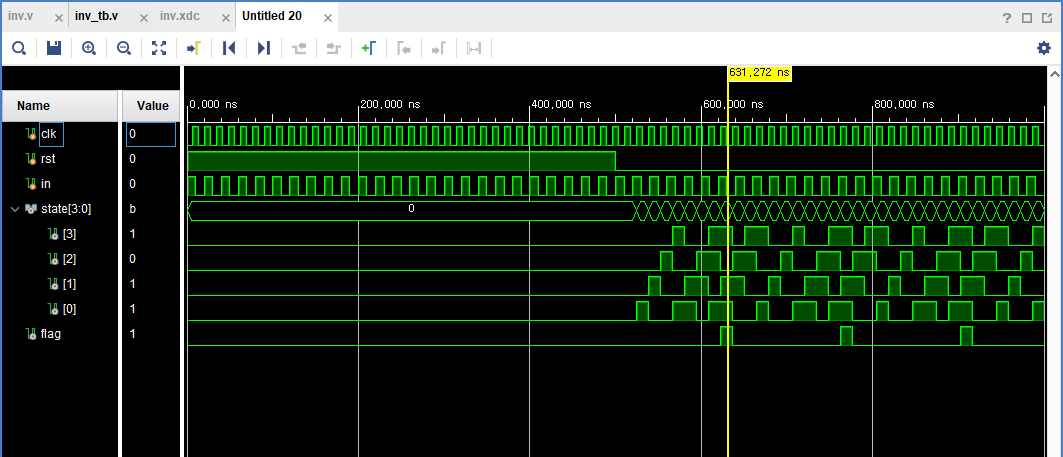 inv.v × inv_tb.v × inv.xdc × Untitled 20 ×
?
631,272 ns
Name Value
0,000 ns 200,000 ns 400,000 ns 600,000 ns 800,000 ns
clk 0
rst 0
in 0
state[3:0] b 0
[3] 1
[2] 0
[1] 1
[0] 1
flag 1